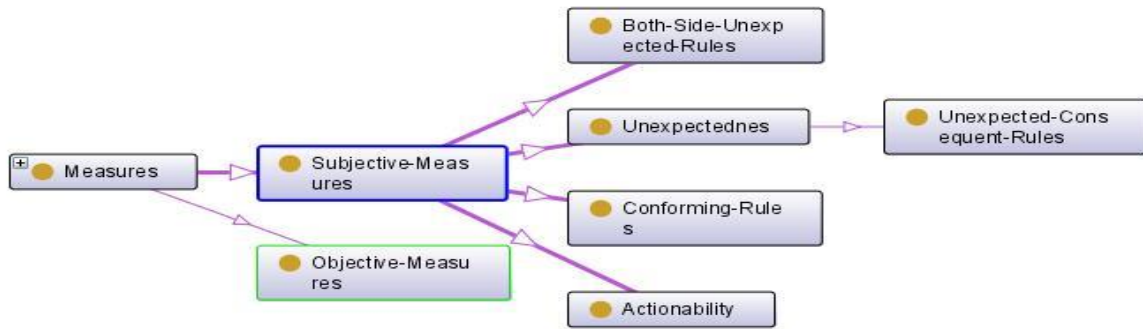 Both-Side-Unexp
ected-Rules
Unexpectednes
Unexpected-Cons
equent-Rules
Measures
Subjective-Meas
ures
Conforming-Rule
s
Objective-Measu
res
Actionability